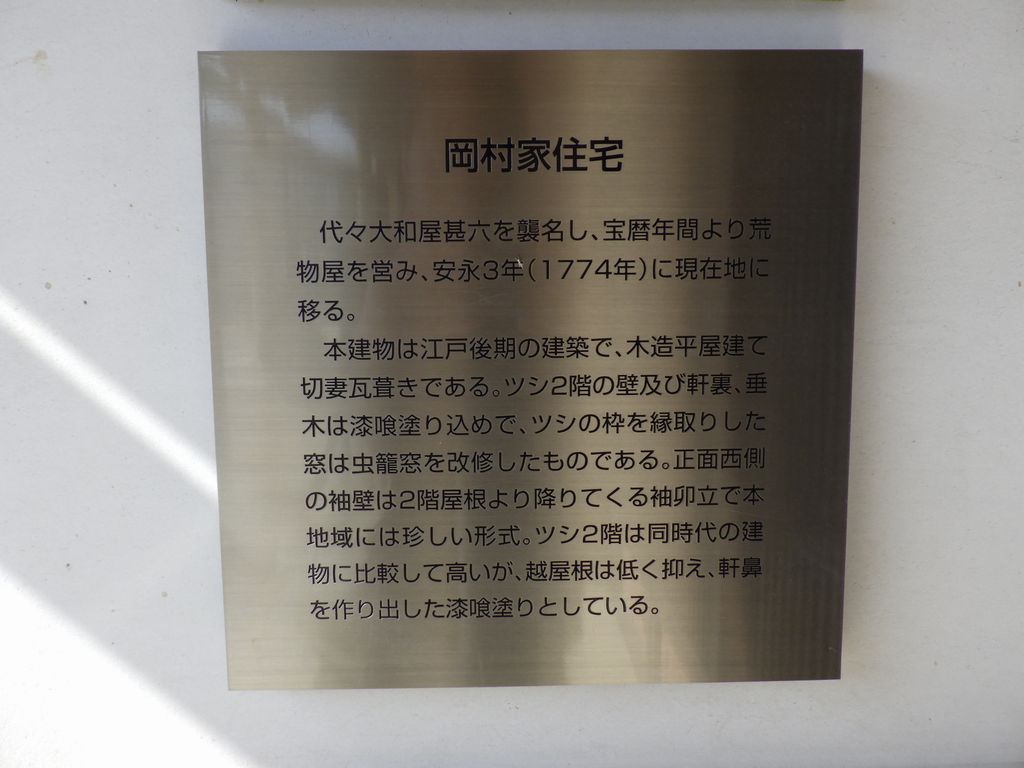 岡村家住宅
代々大和屋甚六を襲名し、宝暦年間より荒
物屋を営み、安永3年(1774年)に現在地に
移る。
本建物は江戸後期の建築で、木造平屋建て
切妻瓦葺きである。ツシ2階の壁及び軒裏、垂
木は漆喰塗り込めで、ツシの枠を縁取りした
窓は虫籠窓を改修したものである。正面西側
の袖壁は2階屋根より降りてくる袖卯立で本
地域には珍しい形式。ツシ2階は同時代の建
物に比較して高いが、越屋根は低く抑え、軒鼻
を作り出した漆喰塗りとしている。